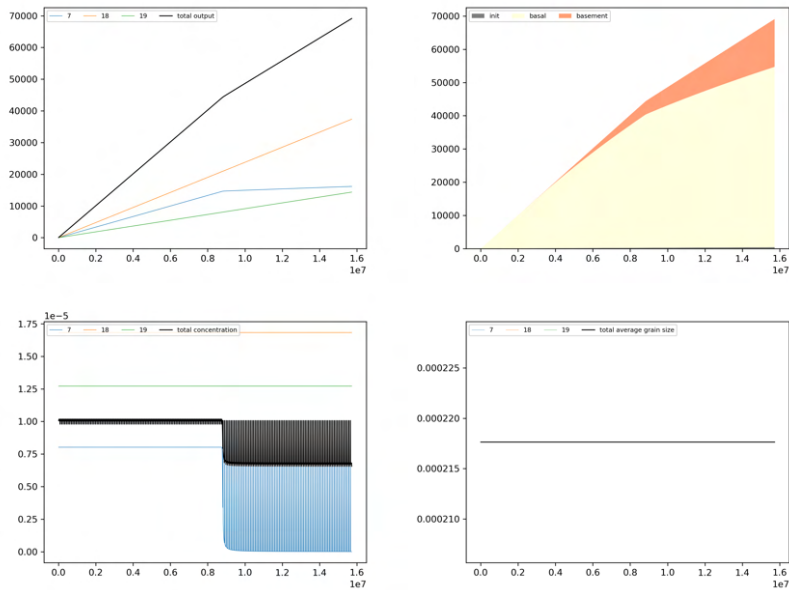 7 18 19 total output
70000
60000
50000
40000
30000
20000
10000
0
0.0 0.2 0.4 0.6 0.8 1.0 1.2 1.4 1.6
1e7
init basal basement
70000
60000
50000
40000
30000
20000
10000
0
0.0 0.2 0.4 0.6 0.8 1.0 1.2 1.4 1.6
1e7
1e-5
7 18 19 total concentration
1.75
1.50
1.25
1.00
0.75
0.50
0.25
0.00
0.0 0.2 0.4 0.6 0.8 1.0 1.2 1.4 1.6
1e7
7 18 19 total average grain size
0.000225
0.000220
0.000215
0.000210
0.0 0.2 0.4 0.6 0.8 1.0 1.2 1.4 1.6
1e7